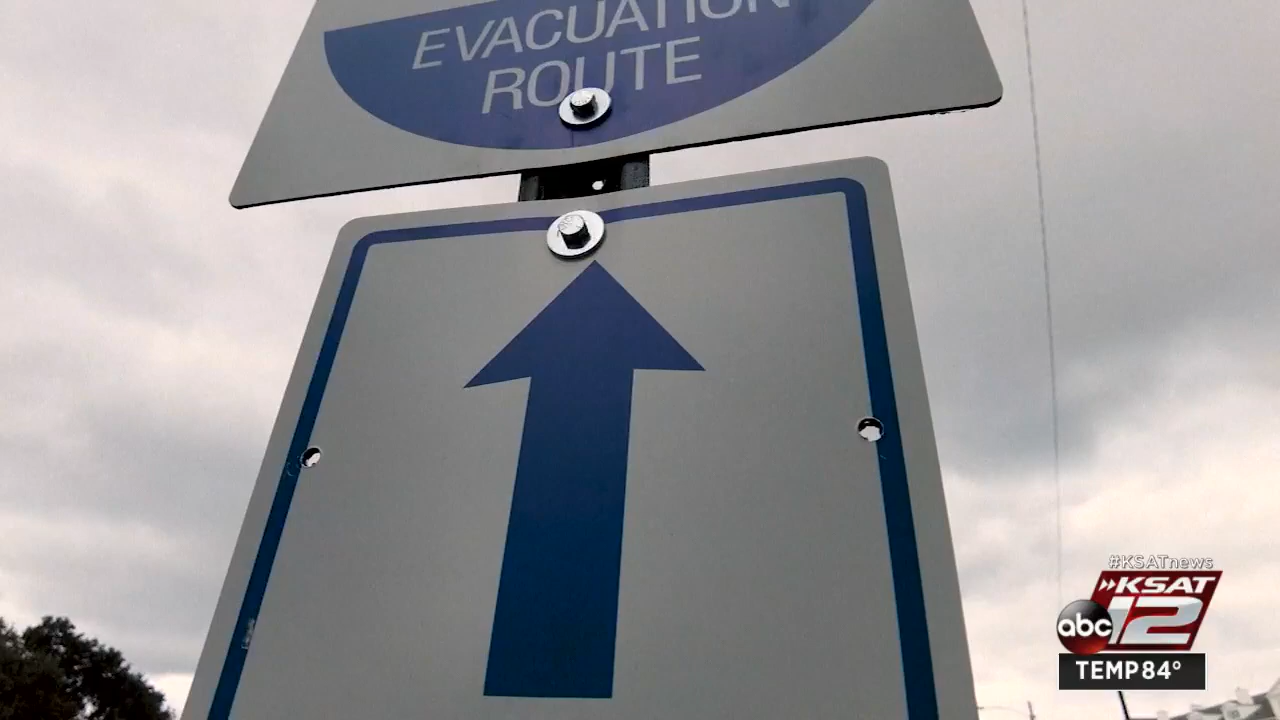 EVACUATION
ROUTE
#KSATnews
KSAT
abc 12
TEMP 84°